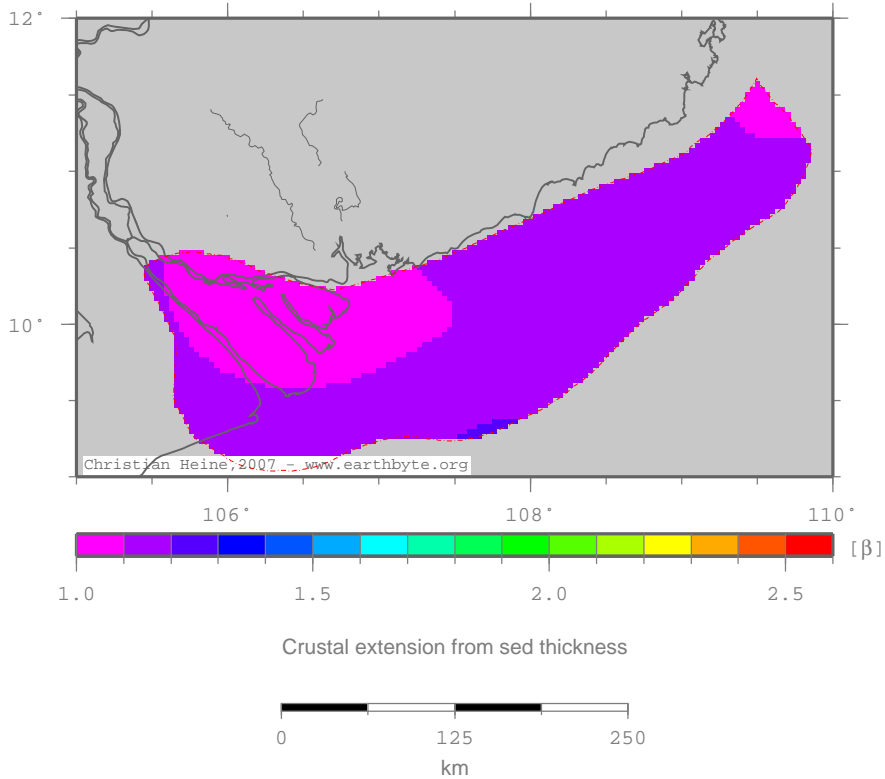 12°
10°
Christian Heine,2007 - www.earthbyte.org
106° 108° 110°
[β]
1.0 1.5 2.0 2.5
Crustal extension from sed thickness
0 125 250
km